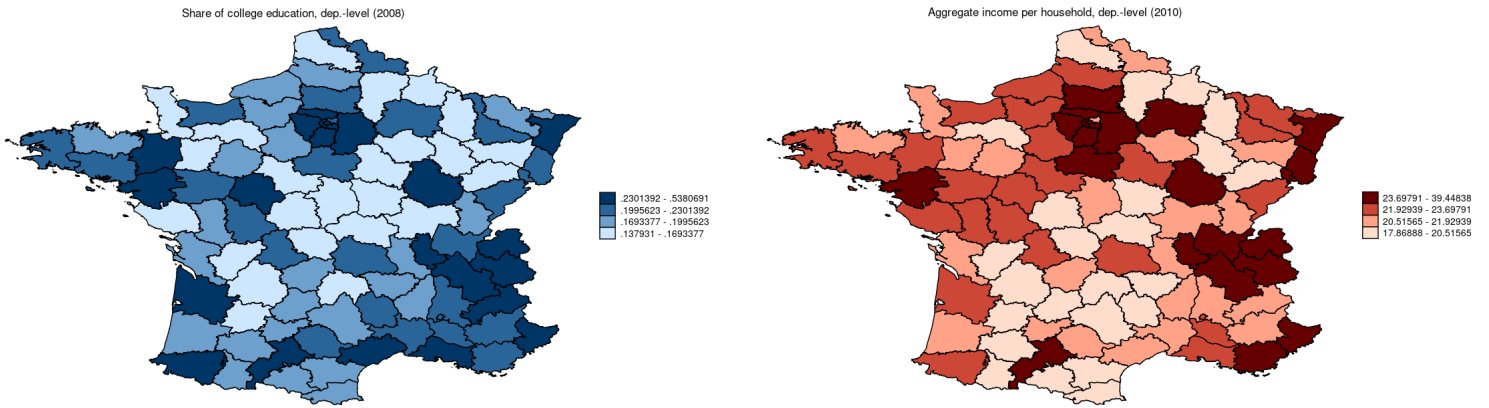 Share of college education, dep.-level (2008)
.2301392 - .5380691
.1995623 - .2301392
.1693377 - .1995623
.137931 - .1693377
Aggregate income per household, dep.-level (2010)
23.69791 - 39.44838
21.92939 - 23.69791
20.51565 - 21.92939
17.86888 - 20.51565